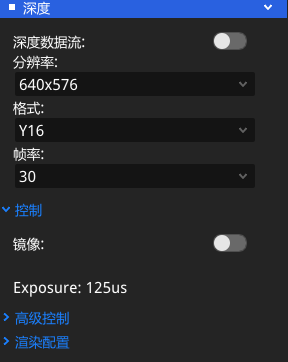 深度
深度数据流:
分辨率:
640x576
格式:
Y16
帧率:
30
控制
镜像:
Exposure: 125us
高级控制
渲染配置